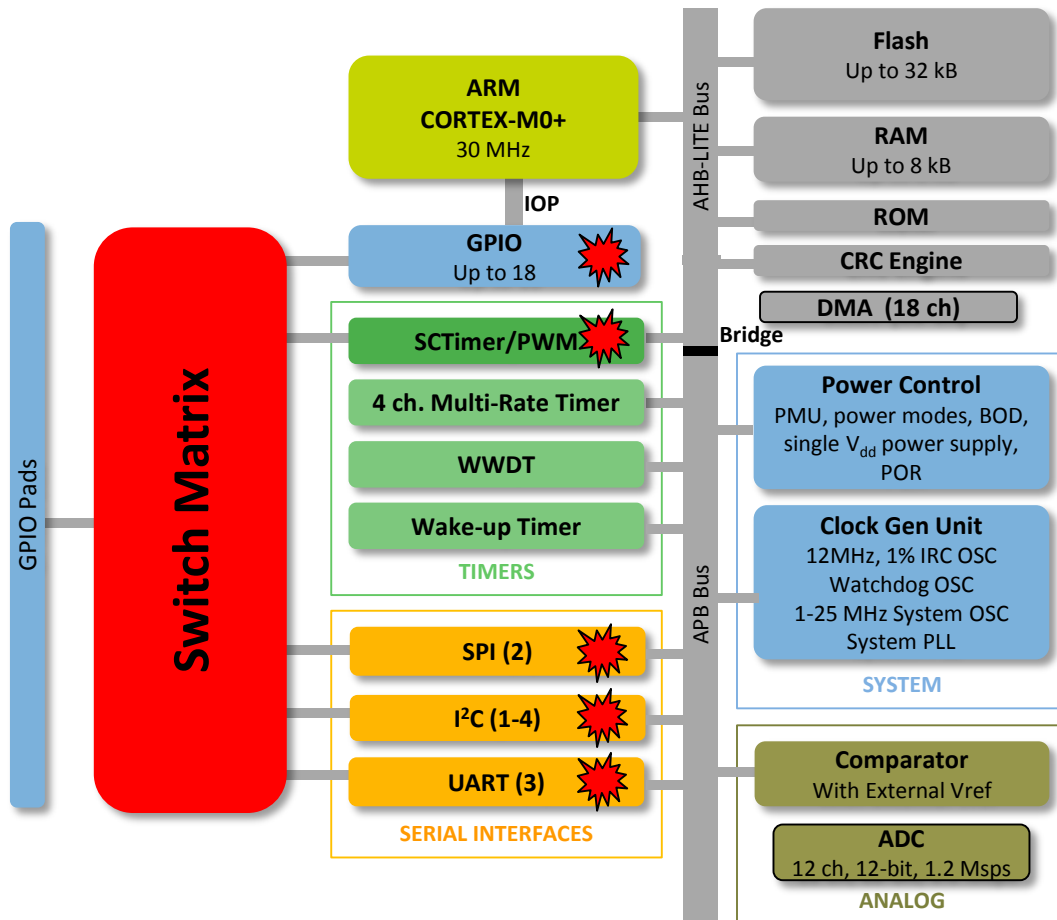 GPIO Pads
Switch Matrix
ARM
CORTEX-M0+
30 MHz
IOP
GPIO
Up to 18
SCTimer/PWM
4 ch. Multi-Rate Timer
WWDT
Wake-up Timer
TIMERS
SPI (2)
I²C (1-4)
UART (3)
SERIAL INTERFACES
AHB-LITE Bus
Bridge
APB Bus
Flash
Up to 32 kB
RAM
Up to 8 kB
ROM
CRC Engine
DMA (18 ch)
Power Control
PMU, power modes, BOD,
single Vdd power supply,
POR
Clock Gen Unit
12MHz, 1% IRC OSC
Watchdog OSC
1-25 MHz System OSC
System PLL
SYSTEM
Comparator
With External Vref
ADC
12 ch, 12-bit, 1.2 Msps
ANALOG